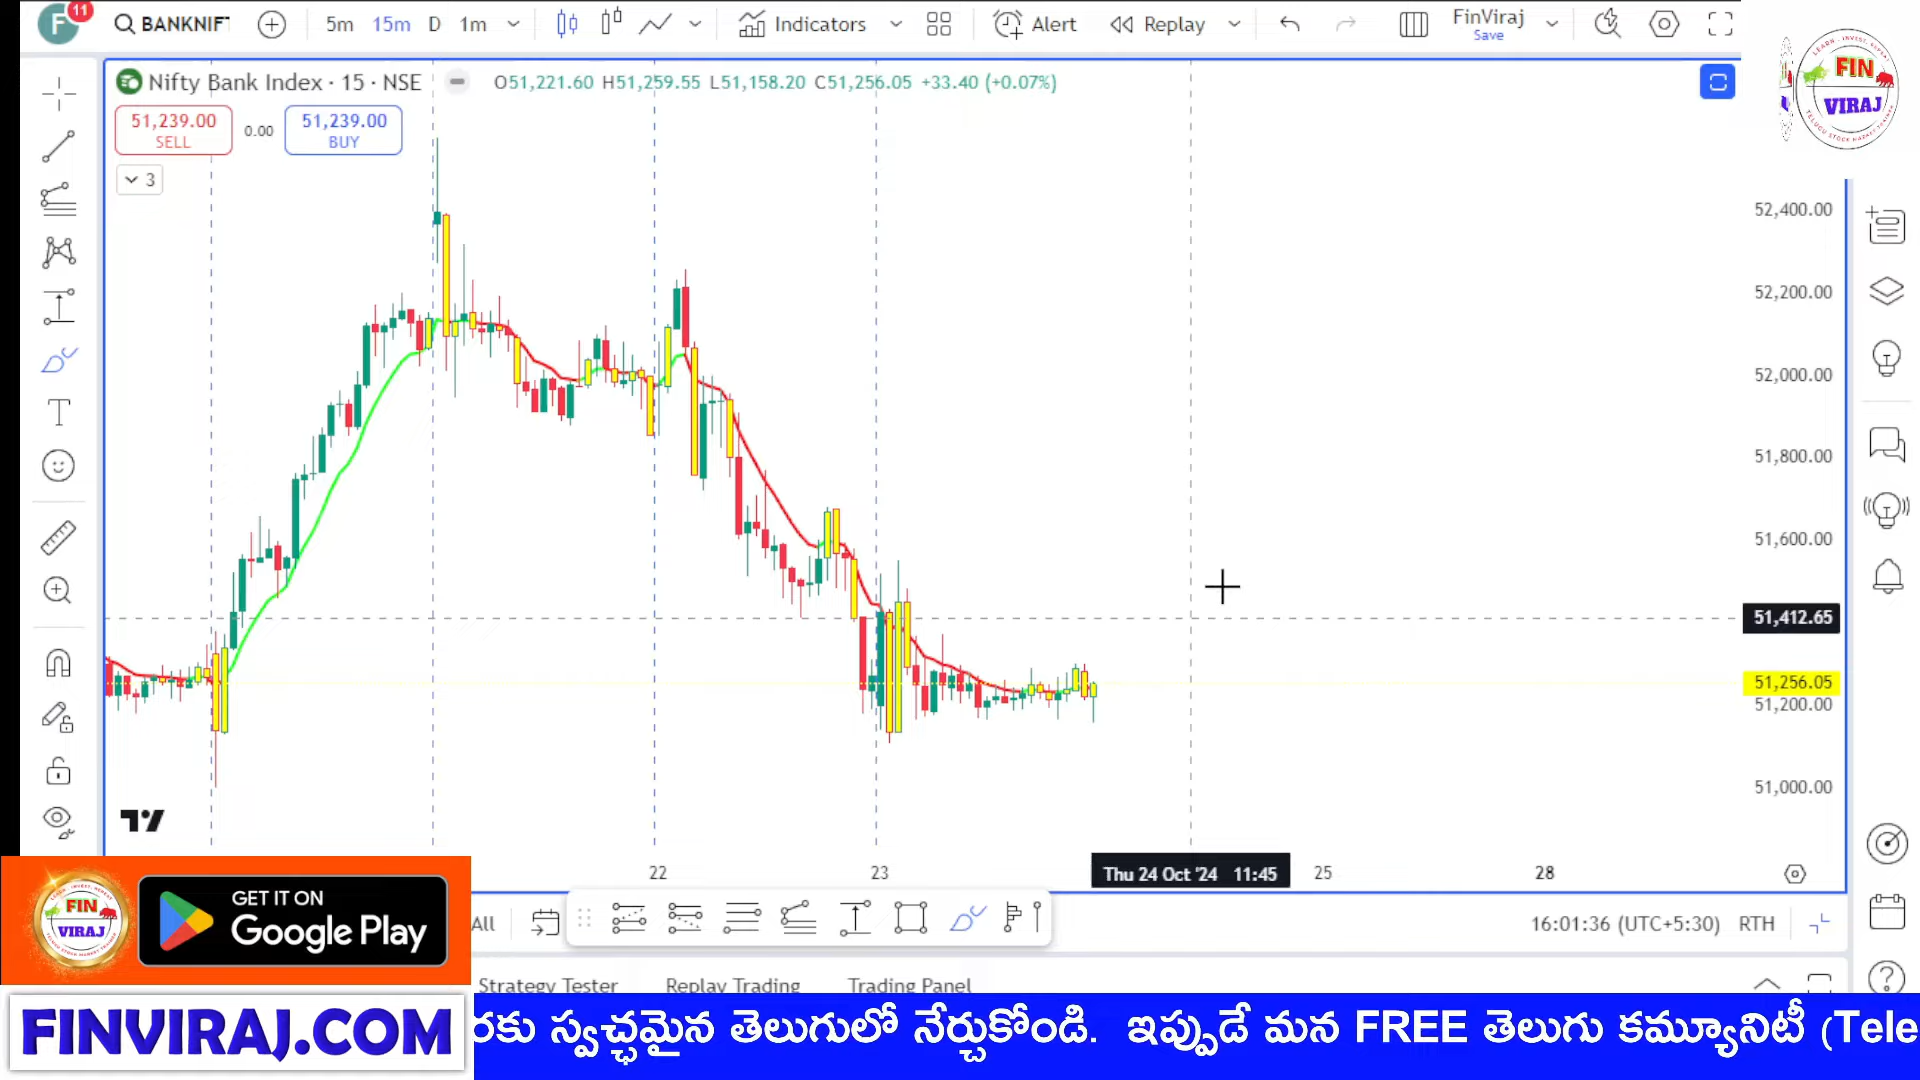 F 11 BANKNIFT 5m 15m D 1m Indicators Alert Replay FinViraj Save
Nifty Bank Index · 15 · NSE O51,221.60 H51,259.55 L51,158.20 C51,256.05 +33.40 (+0.07%)
51,239.00 SELL 0.00 51,239.00 BUY
3
FIN
VIRAJ
52,400.00
52,200.00
52,000.00
51,800.00
51,600.00
51,412.65
51,256.05
51,200.00
51,000.00
22 23 Thu 24 Oct '24 11:45 25 28
FIN
VIRAJ
GET IT ON
Google Play
All 16:01:36 (UTC+5:30) RTH
Strategy Tester Replay Trading Trading Panel
FINVIRAJ.COM
రకు స్వచ్ఛమైన తెలుగులో నేర్చుకోండి. ఇప్పుడే మన FREE తెలుగు కమ్యూనిటీ (Tele